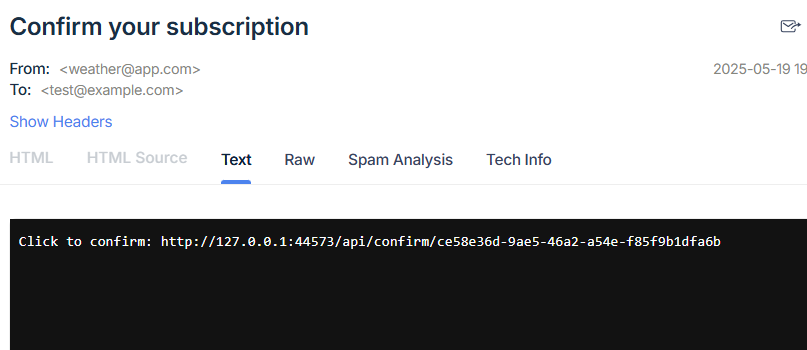 Confirm your subscription
From: <weather@app.com> 2025-05-19 19
To: <test@example.com>
Show Headers
HTML HTML Source Text Raw Spam Analysis Tech Info
Click to confirm: http://127.0.0.1:44573/api/confirm/ce58e36d-9ae5-46a2-a54e-f85f9b1dfa6b